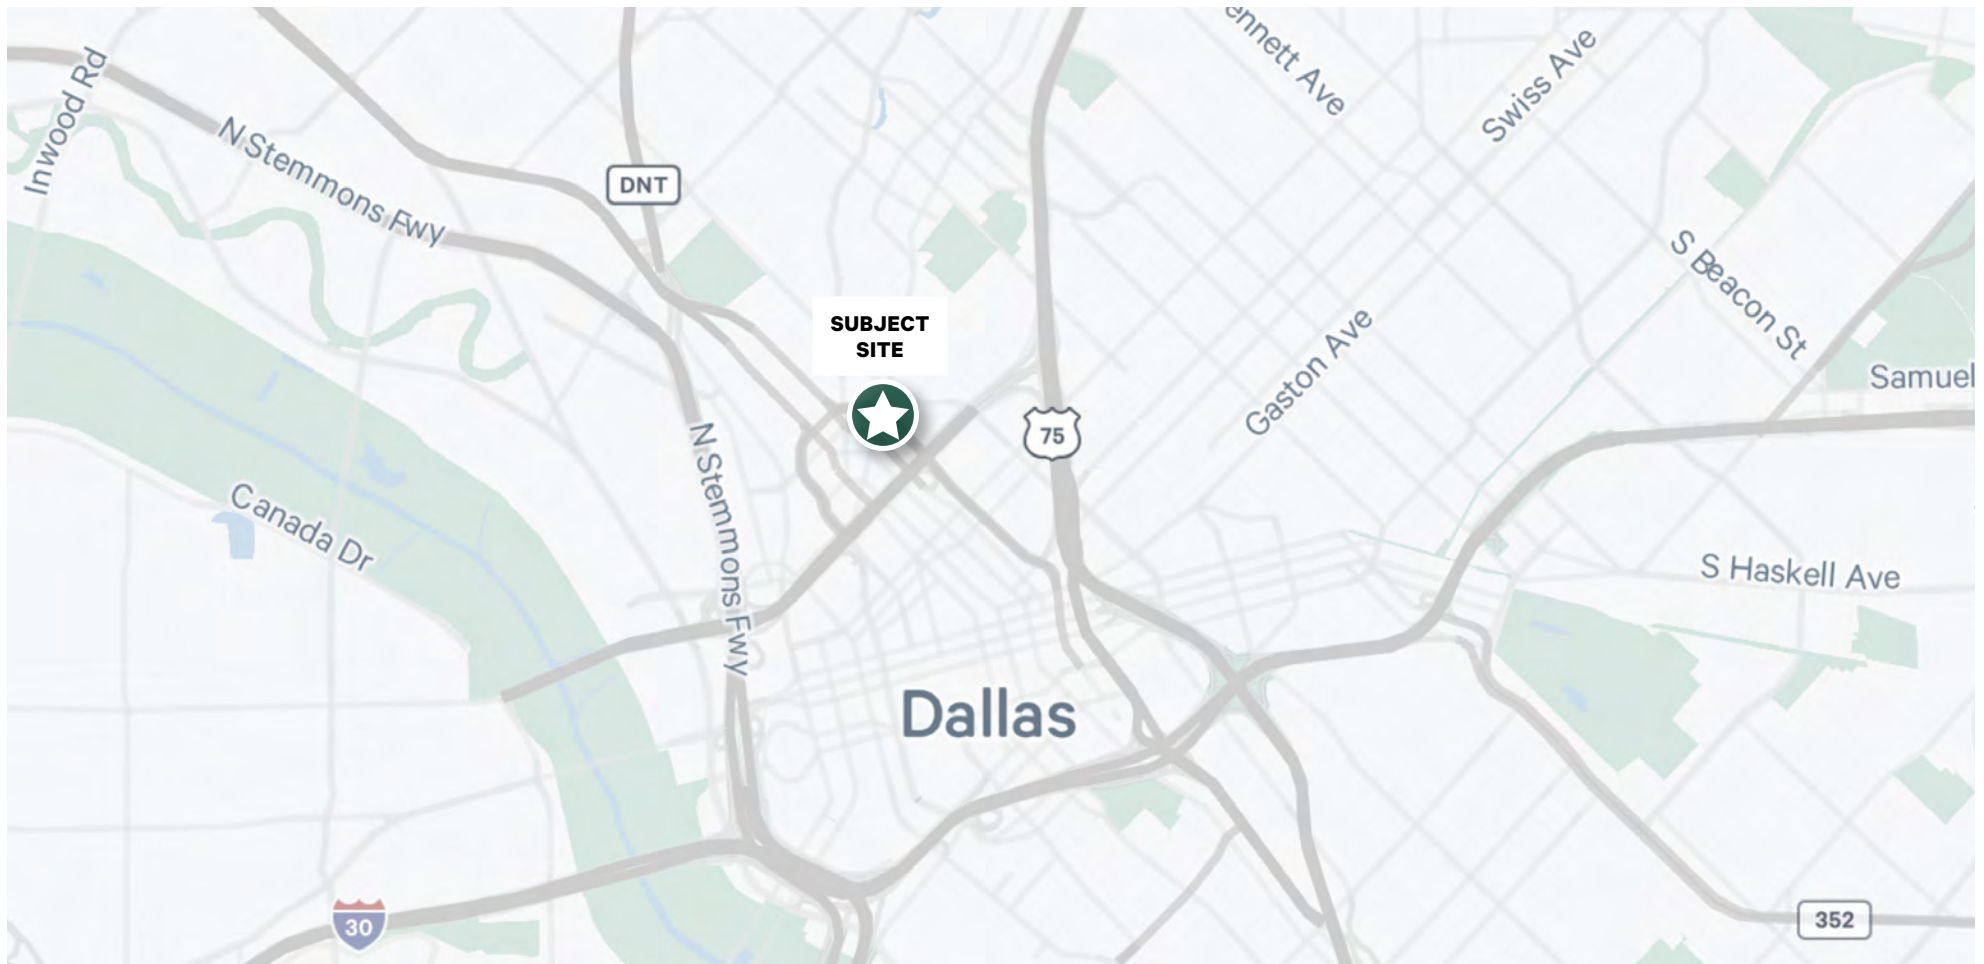 ennett Ave
Swiss Ave
Inwood Rd
N Stemmons Fwy
DNT
S Beacon St
SUBJECT
SITE
Gaston Ave
Samuel
75
N Stemmons Fwy
Canada Dr
S Haskell Ave
Dallas
30
352